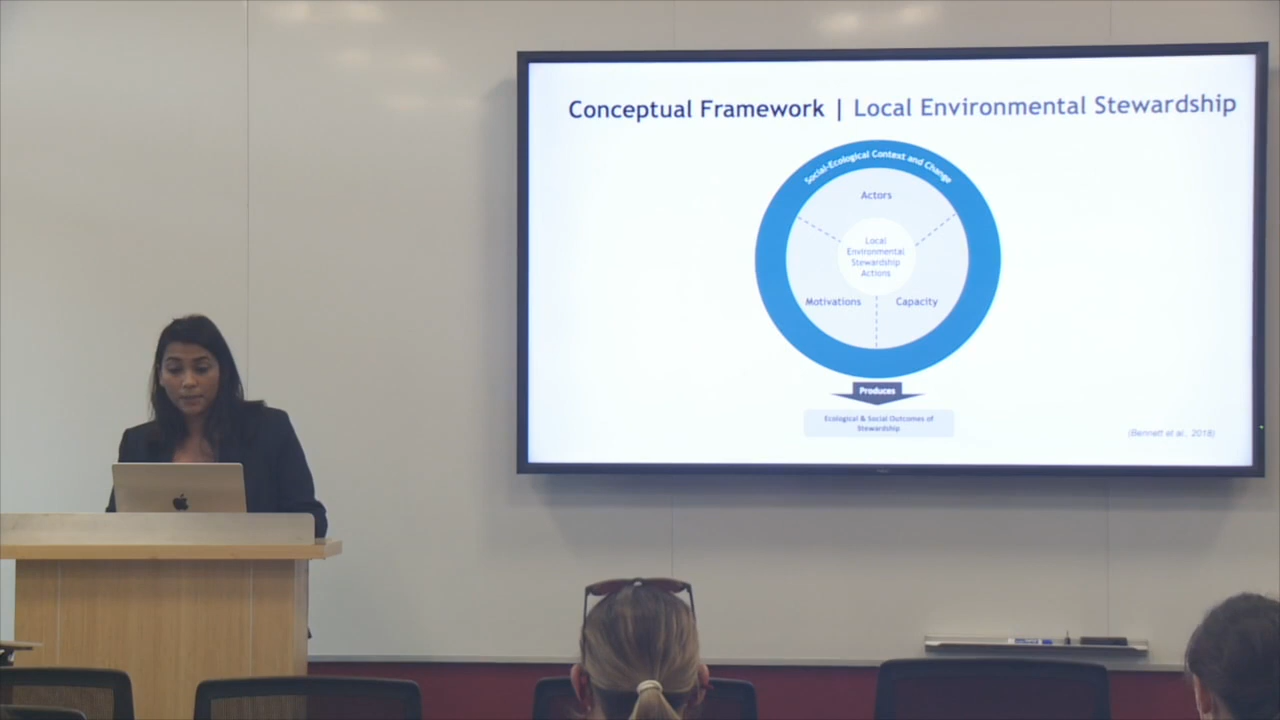 Conceptual Framework | Local Environmental Stewardship
Social-Ecological Context and Change
Actors
Local
Environmental
Stewardship
Actions
Motivations
Capacity
Produces
Ecological & Social Outcomes of
Stewardship
(Bennett et al., 2018)